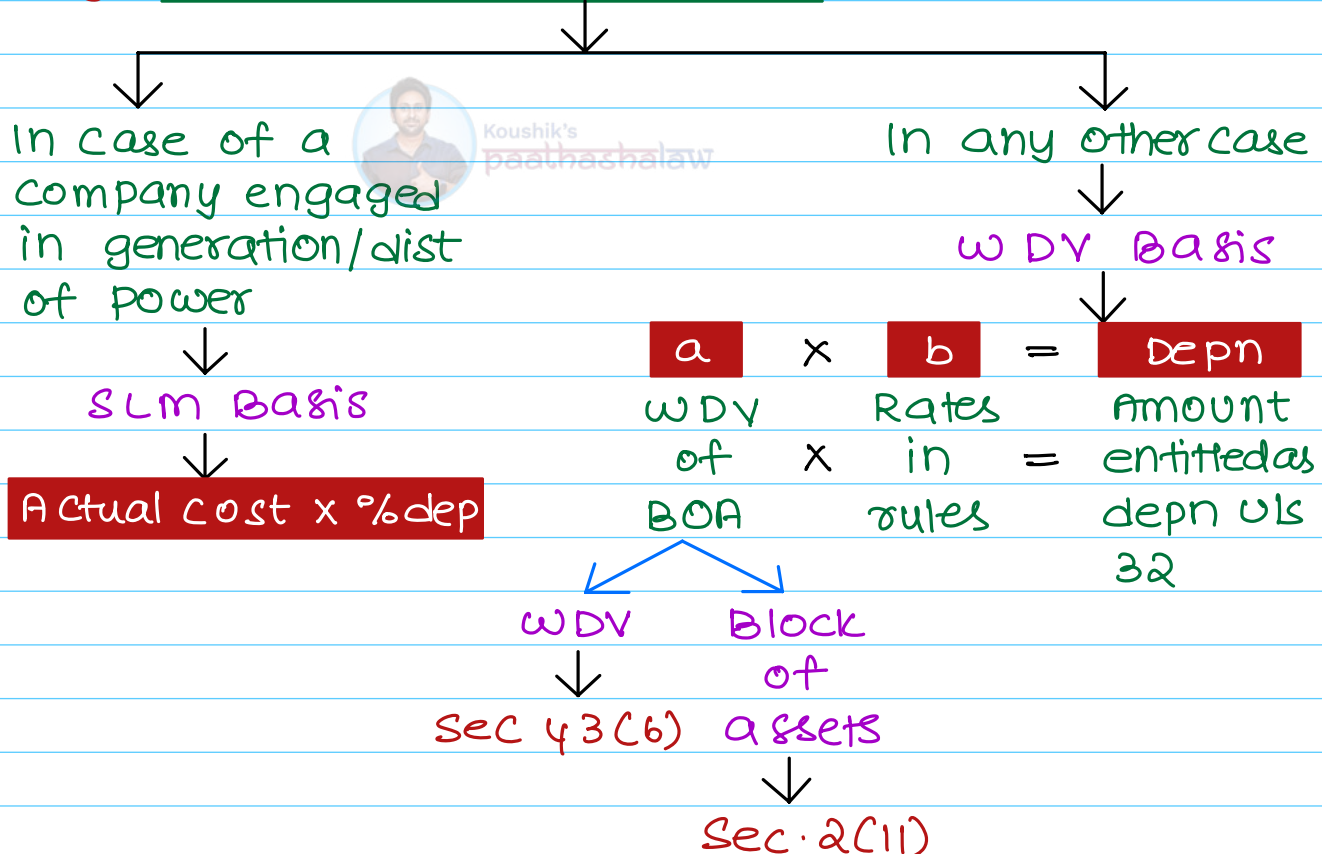 In case of a
company engaged
in generation/dist
of power
SLM Basis
Actual cost x % dep
Koushik's
paathashalaw
In any other case
WDV Basis
a x b = Depn
WDV Rates Amount
of x in = entitled as
BOA rules depn u/s
32
WDV Block
of
Sec 43(6) assets
Sec. 2(11)